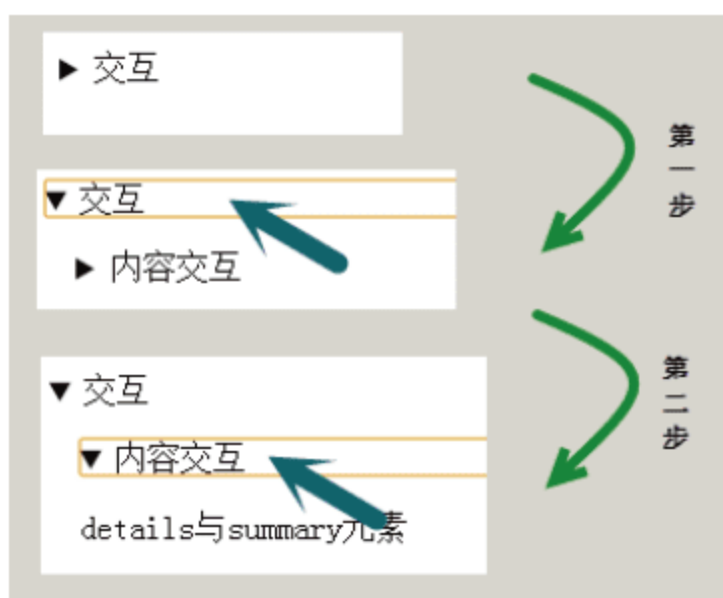 ▶ 交互
第一步
▼ 交互
▶ 内容交互
第二步
▼ 交互
▼ 内容交互
details与summary元素